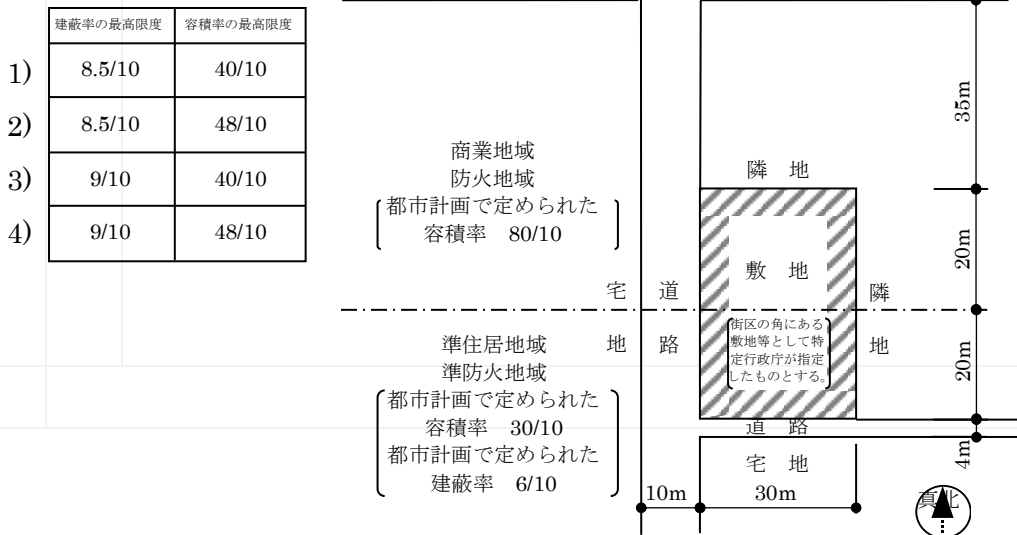 建蔽率の最高限度 容積率の最高限度
1) 8.5/10 40/10
2) 8.5/10 48/10
3) 9/10 40/10
4) 9/10 48/10
商業地域
防火地域
都市計画で定められた
容積率 80/10
準住居地域
準防火地域
都市計画で定められた
容積率 30/10
都市計画で定められた
建蔽率 6/10
宅地
道路
隣地
敷地
街区の角にある
敷地等として特
定行政庁が指定
したものとする。
隣地
道路
宅地
10m
30m
35m
20m
20m
4m
真北